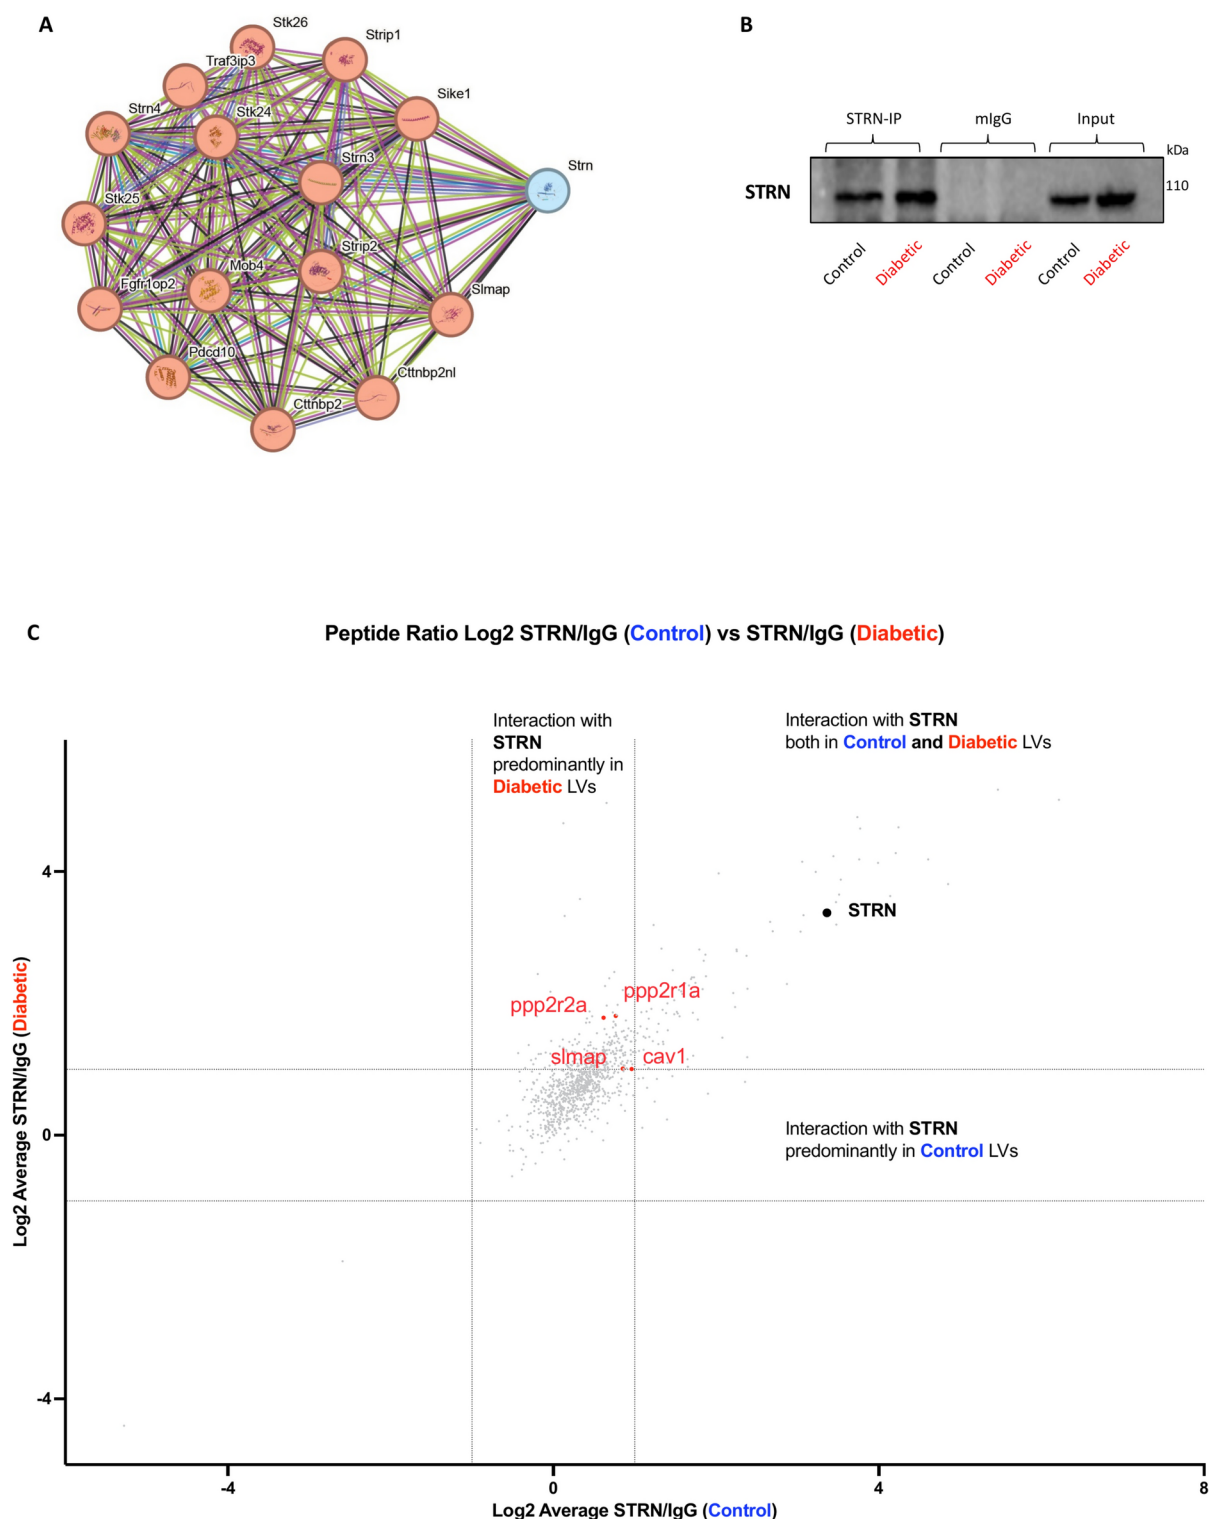 A
Stk26
Strip1
Traf3ip3
Sike1
Strn4
Stk24
Strn3
Strn
Stk25
Strip2
Mob4
Fgfr1op2
Slmap
Pdcd10
Cttnbp2nl
Cttnbp2
B
STRN-IP
mIgG
Input
kDa
STRN
110
Control
Diabetic
Control
Diabetic
Control
Diabetic
C
Peptide Ratio Log2 STRN/IgG (Control) vs STRN/IgG (Diabetic)
Interaction with
STRN
predominantly in
Diabetic LVs
Interaction with STRN
both in Control and Diabetic LVs
4
STRN
ppp2r1a
ppp2r2a
slmap
cav1
Interaction with STRN
predominantly in Control LVs
0
-4
Log2 Average STRN/IgG (Diabetic)
-4
0
4
8
Log2 Average STRN/IgG (Control)